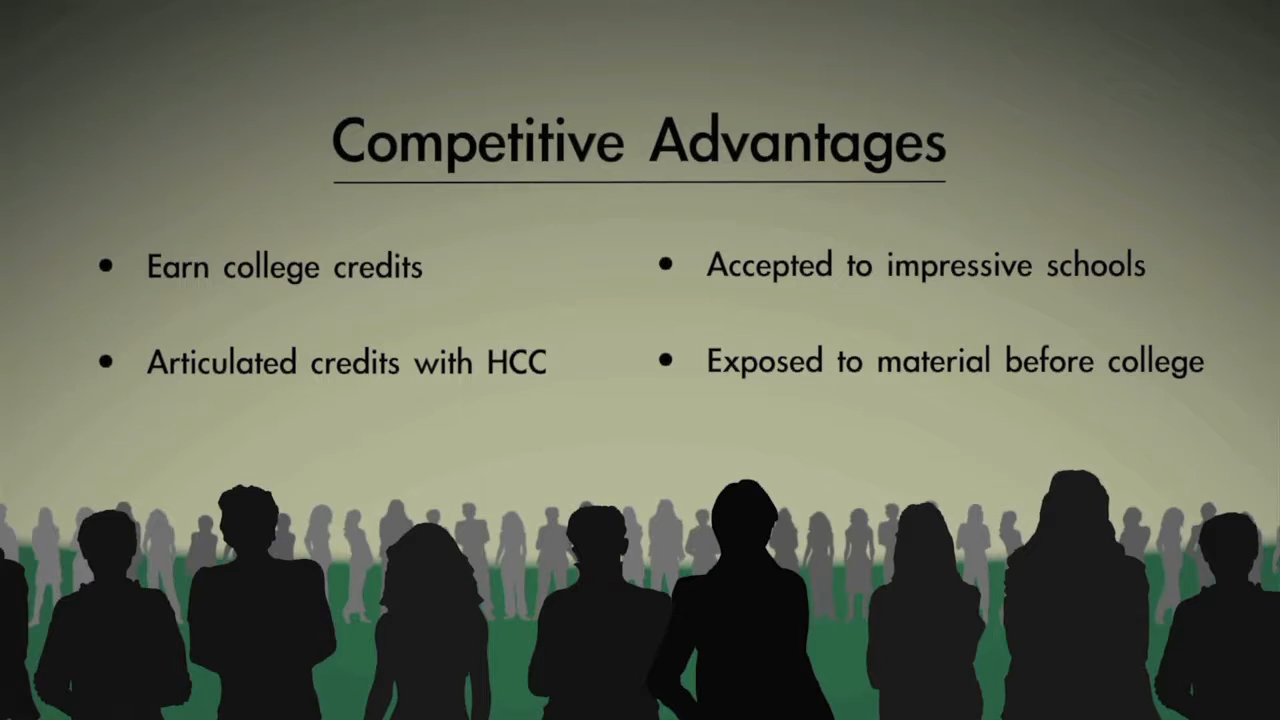 Competitive Advantages
• Earn college credits
• Articulated credits with HCC
• Accepted to impressive schools
• Exposed to material before college